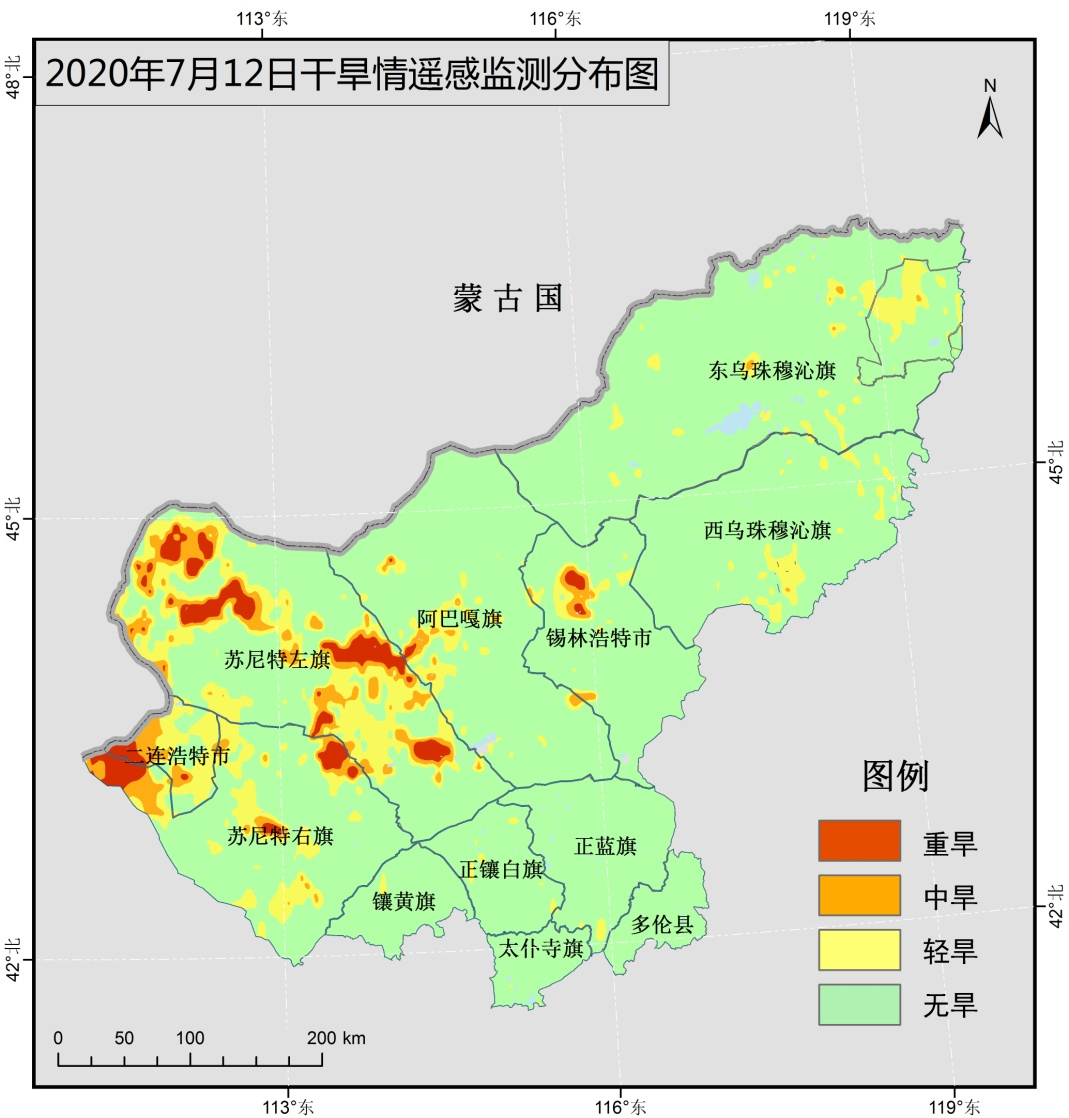 113°东
116°东
119°东
48°北
2020年7月12日干旱情遥感监测分布图
N
蒙古国
东乌珠穆沁旗
45°北
45°北
西乌珠穆沁旗
阿巴嘎旗
锡林浩特市
苏尼特左旗
二连浩特市
图例
苏尼特右旗
正蓝旗
重旱
正镶白旗
中旱
镶黄旗
42°北
多伦县
太仆寺旗
轻旱
42°北
无旱
0 50 100 200 km
113°东
116°东
119°东